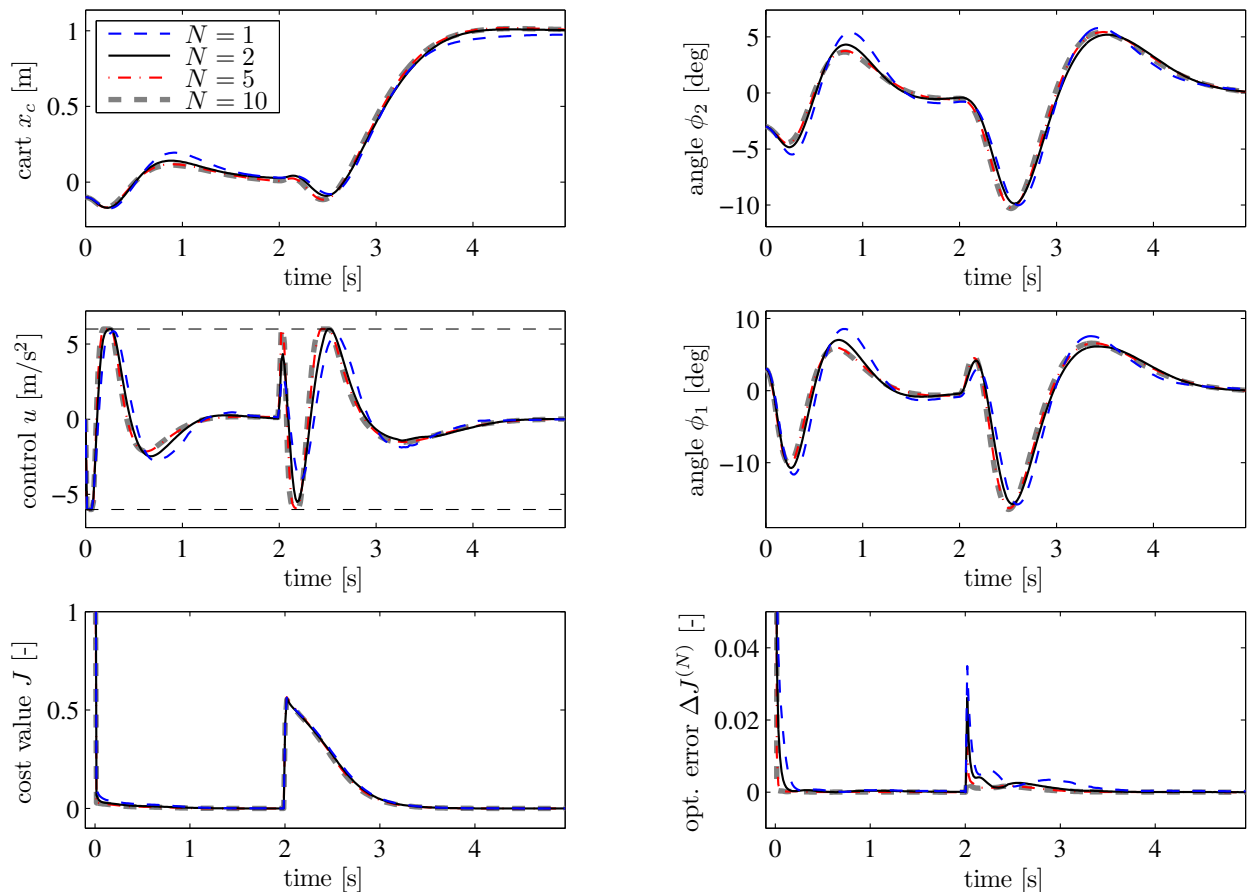 cart x_c [m]
1
0.5
0
N = 1
N = 2
N = 5
N = 10
0 1 2 3 4
time [s]
angle ϕ_2 [deg]
5
0
−5
−10
0 1 2 3 4
time [s]
control u [m/s²]
5
0
−5
0 1 2 3 4
time [s]
angle ϕ_1 [deg]
10
0
−10
0 1 2 3 4
time [s]
cost value J [-]
1
0.5
0
0 1 2 3 4
time [s]
opt. error ΔJ^(N) [-]
0.04
0.02
0
0 1 2 3 4
time [s]